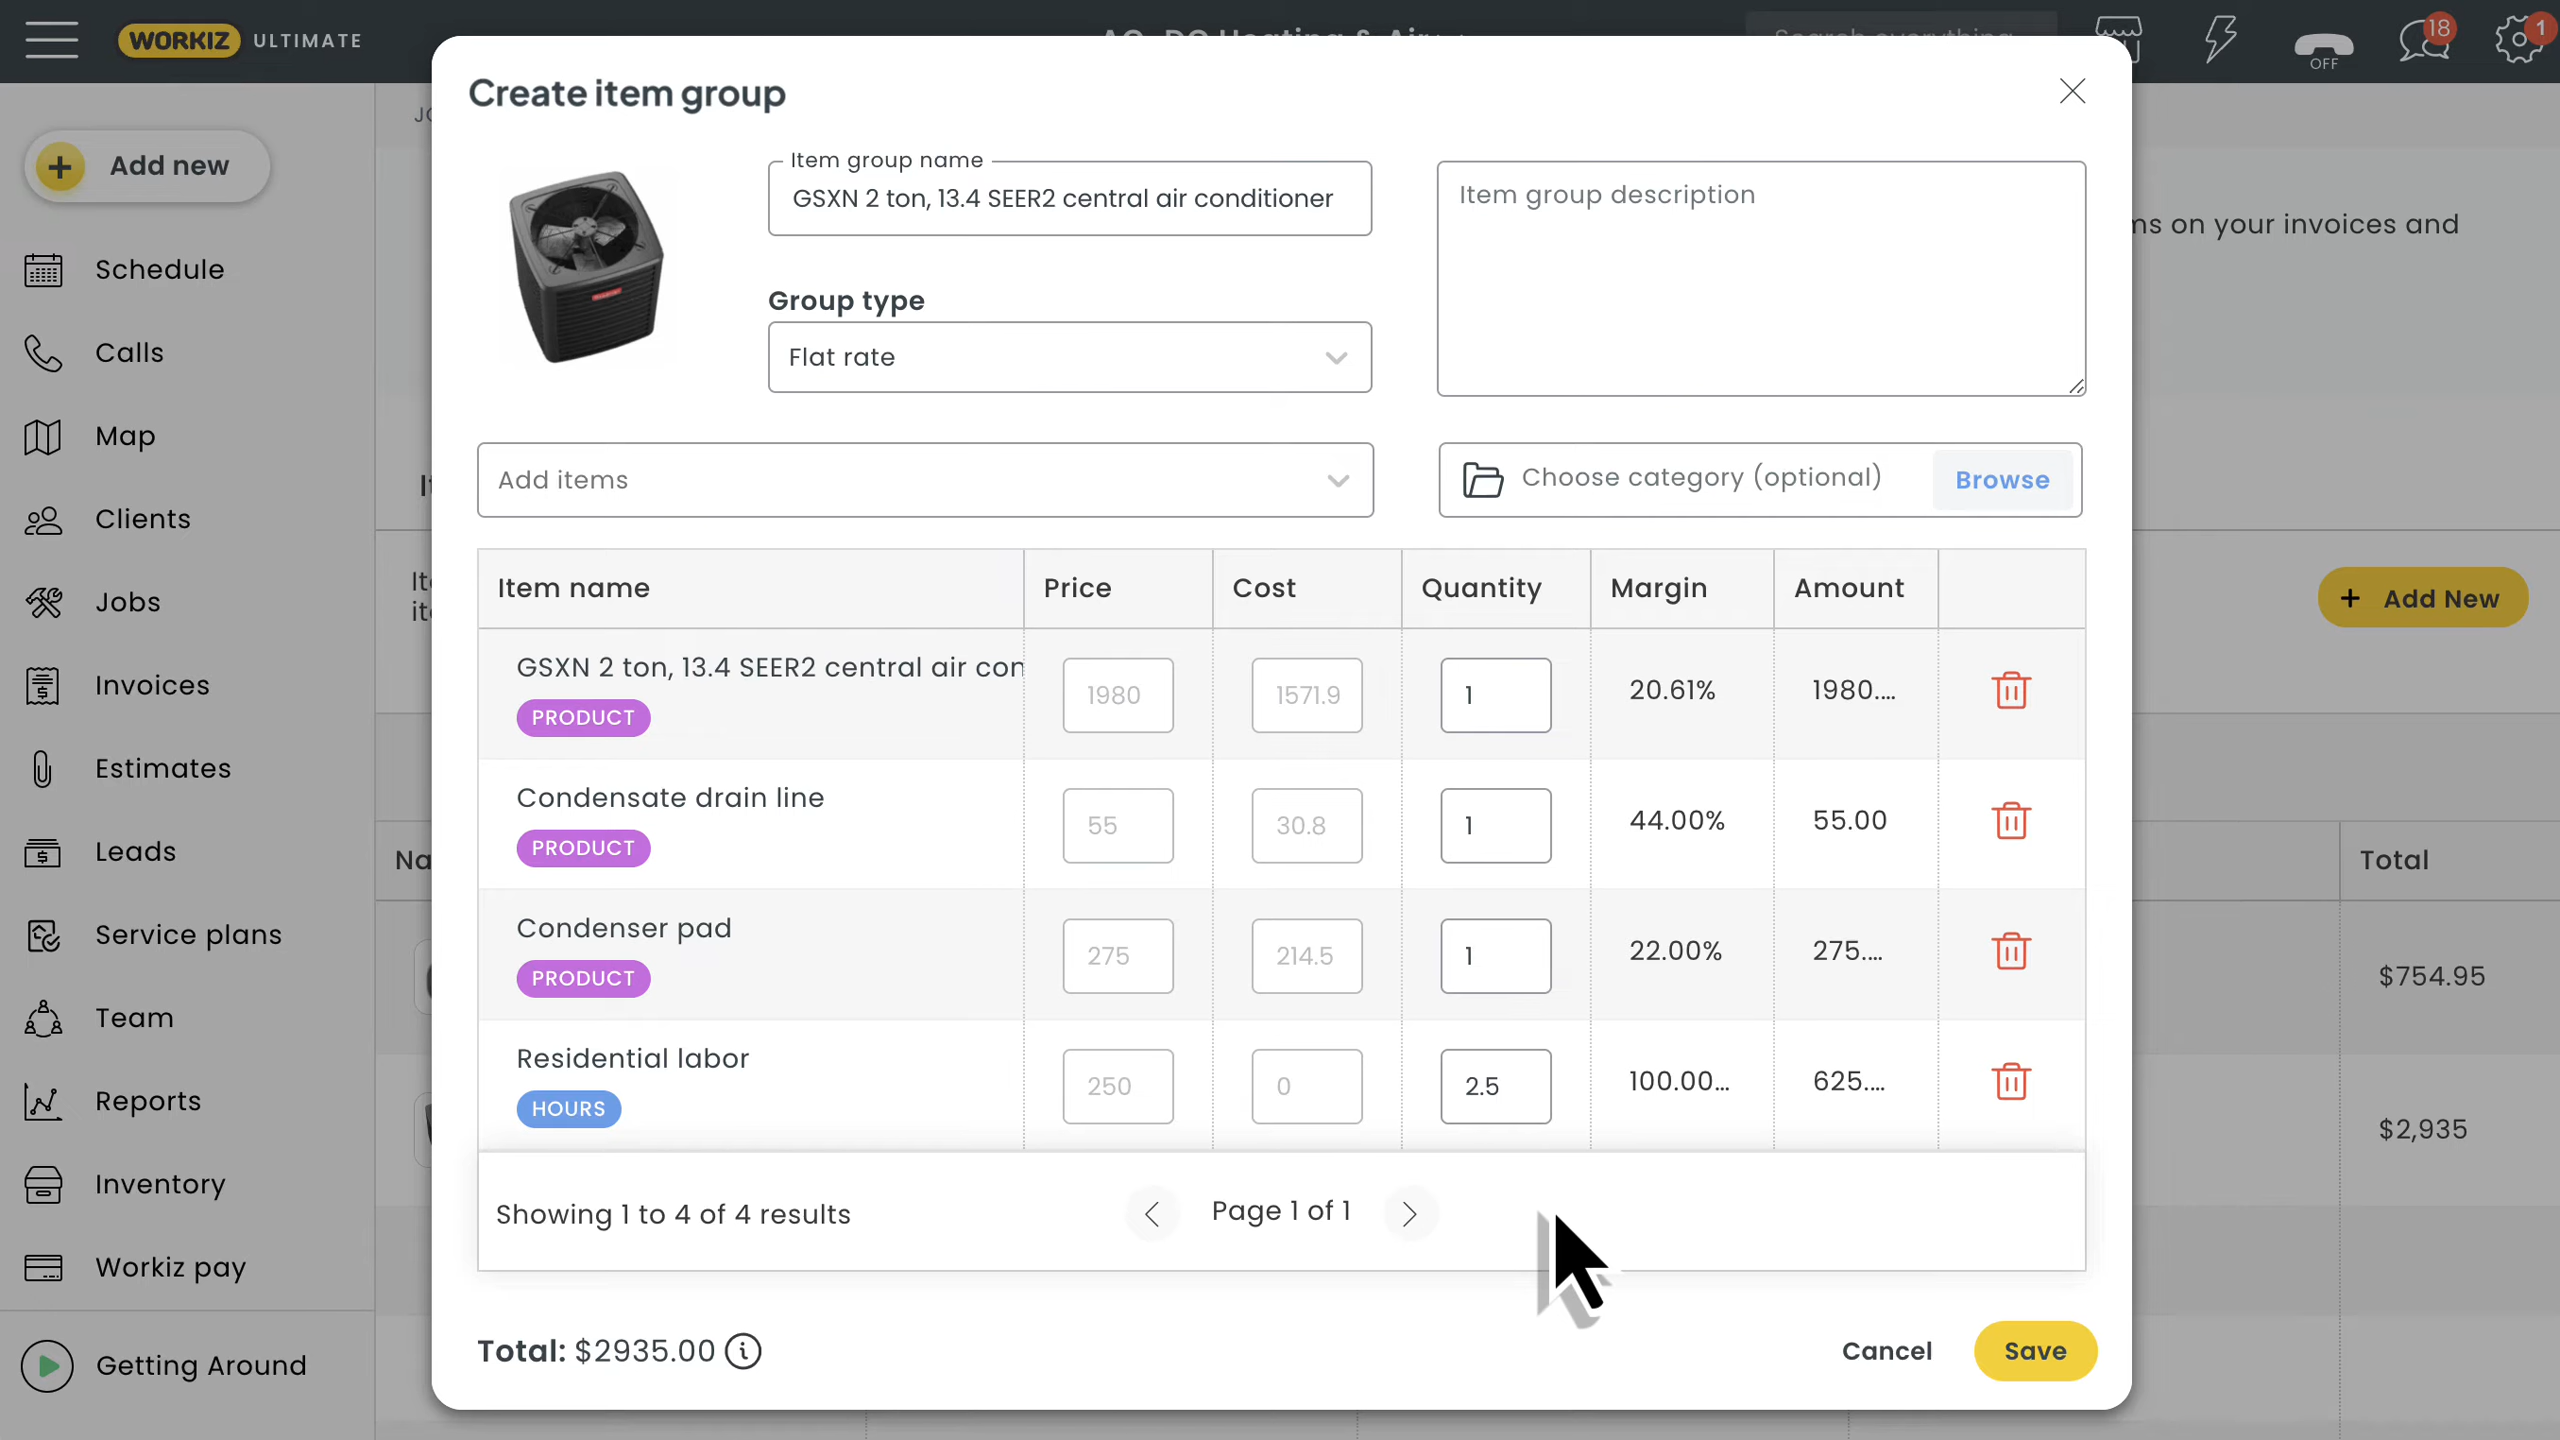 WORKIZ ULTIMATE
OFF
18
1
Create item group
Add new
Schedule
Calls
Map
Clients
Jobs
Invoices
Estimates
Leads
Service plans
Team
Reports
Inventory
Workiz pay
Getting Around
Item group name
GSXN 2 ton, 13.4 SEER2 central air conditioner
Item group description
Group type
Flat rate
Add items
Choose category (optional)
Browse
Item name Price Cost Quantity Margin Amount
GSXN 2 ton, 13.4 SEER2 central air con
PRODUCT
1980 1571.9 1 20.61% 1980....
Condensate drain line
PRODUCT
55 30.8 1 44.00% 55.00
Condenser pad
PRODUCT
275 214.5 1 22.00% 275....
Residential labor
HOURS
250 0 2.5 100.00... 625....
Showing 1 to 4 of 4 results
Page 1 of 1
Total: $2935.00
Cancel
Save
ms on your invoices and
+ Add New
Total
$754.95
$2,935